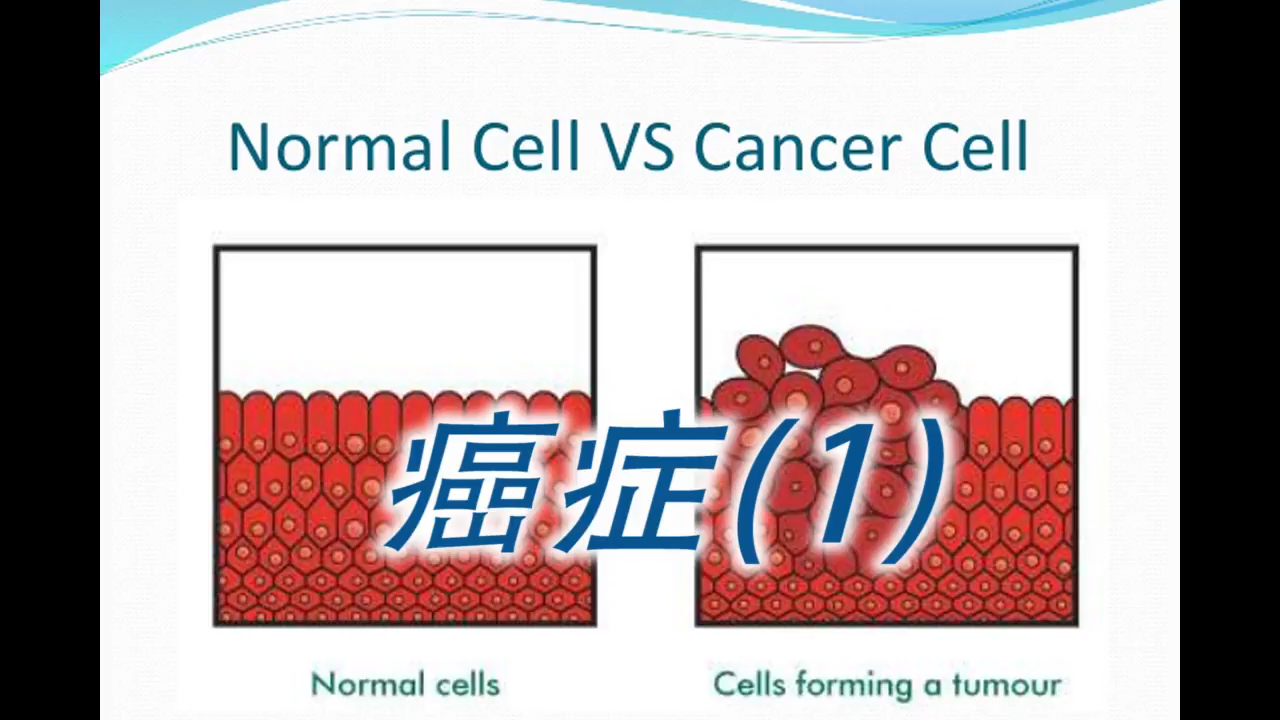 Normal Cell VS Cancer Cell
癌症(1)
Normal cells
Cells forming a tumour